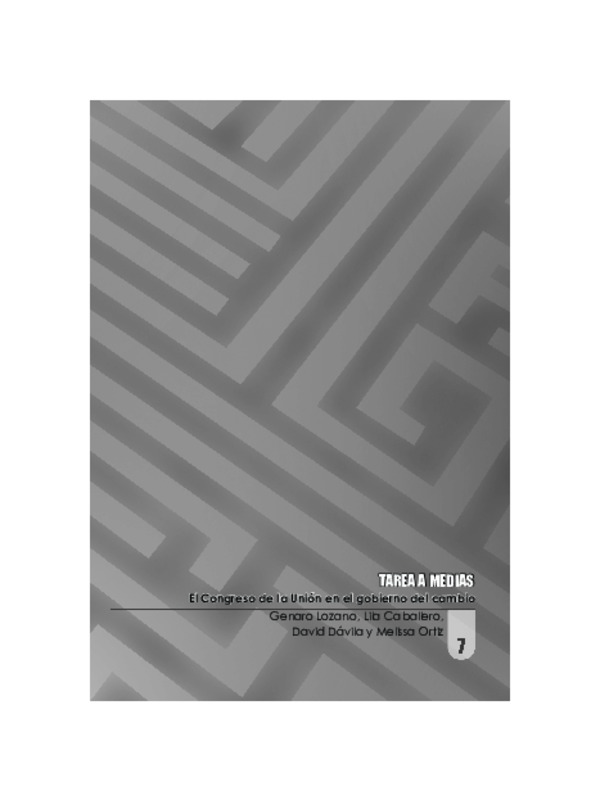 TAREA A MEDIAS
El Congreso de la Unión en el gobierno del cambio
Genaro Lozano, Lila Caballero,
David Dávila y Melissa Ortiz
7